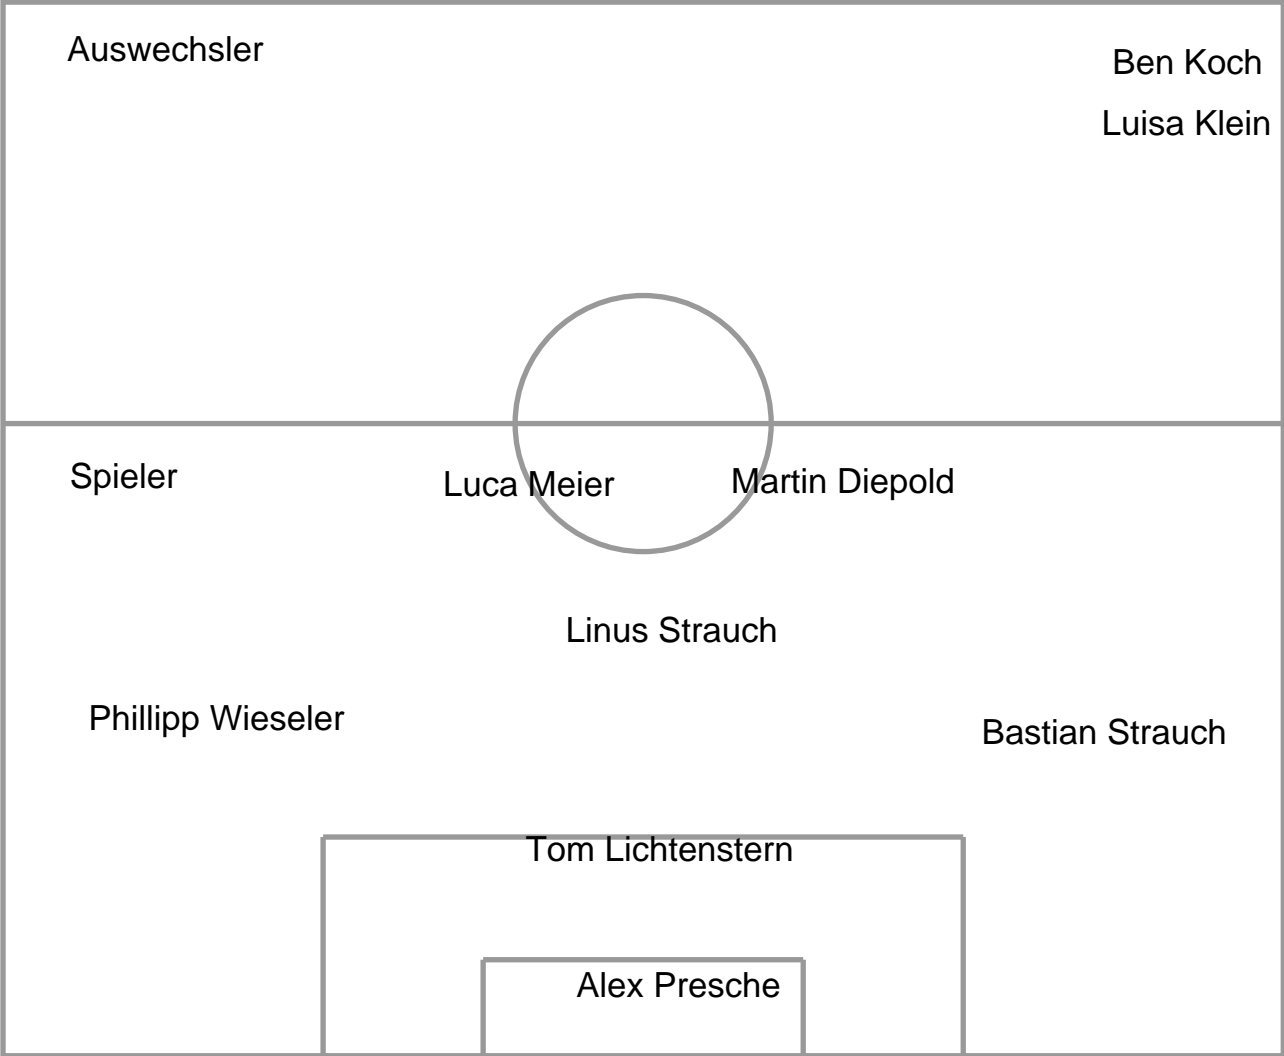 Auswechsler
Ben Koch
Luisa Klein
Spieler
Luca Meier
Martin Diepold
Linus Strauch
Phillipp Wieseler
Bastian Strauch
Tom Lichtenstern
Alex Presche